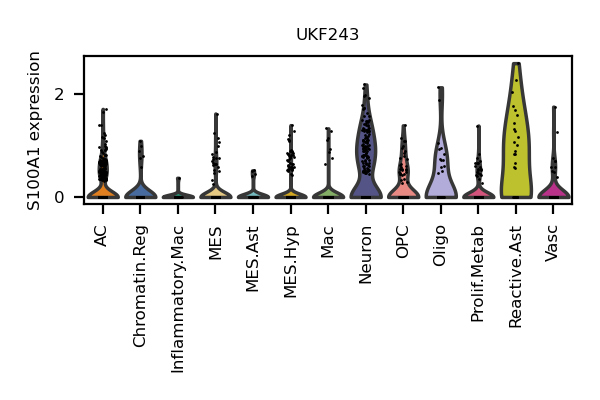 UKF243
S100A1 expression
2
0
AC
Chromatin.Reg
Inflammatory.Mac
MES
MES.Ast
MES.Hyp
Mac
Neuron
OPC
Oligo
Prolif.Metab
Reactive.Ast
Vasc